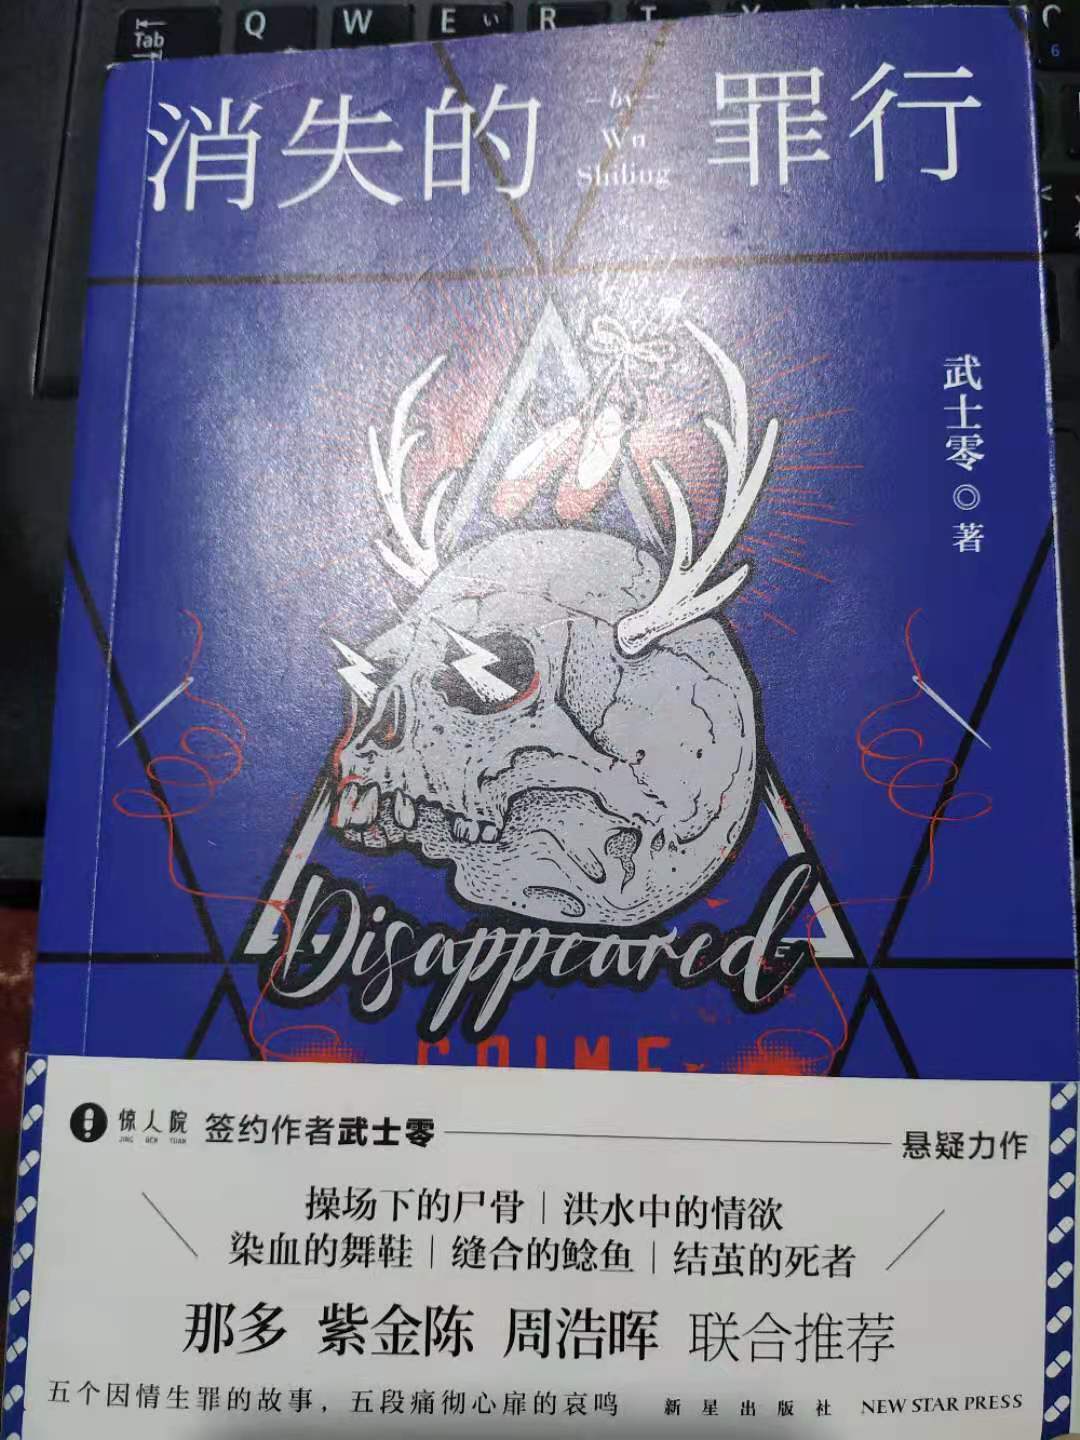 Tab Q W E い R T Y
消失的 罪行
by
Wu
Shiling
武士零◎著
Disappeared
CRIME
惊人院 签约作者武士零 悬疑力作
JING REN YUAN
操场下的尸骨|洪水中的情欲
染血的舞鞋|缝合的鲶鱼|结茧的死者
那多 紫金陈 周浩晖 联合推荐
五个因情生罪的故事，五段痛彻心扉的哀鸣 新星出版社 NEW STAR PRESS